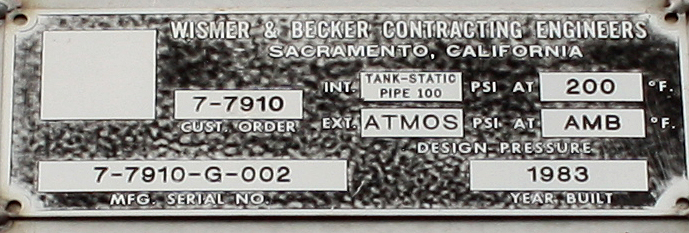 WISMER & BECKER CONTRACTING ENGINEERS
SACRAMENTO, CALIFORNIA
INT. TANK-STATIC PIPE 100 PSI AT 200 °F.
7-7910
CUST. ORDER
EXT. ATMOS PSI AT AMB °F.
DESIGN PRESSURE
7-7910-G-002
MFG. SERIAL NO.
1983
YEAR BUILT